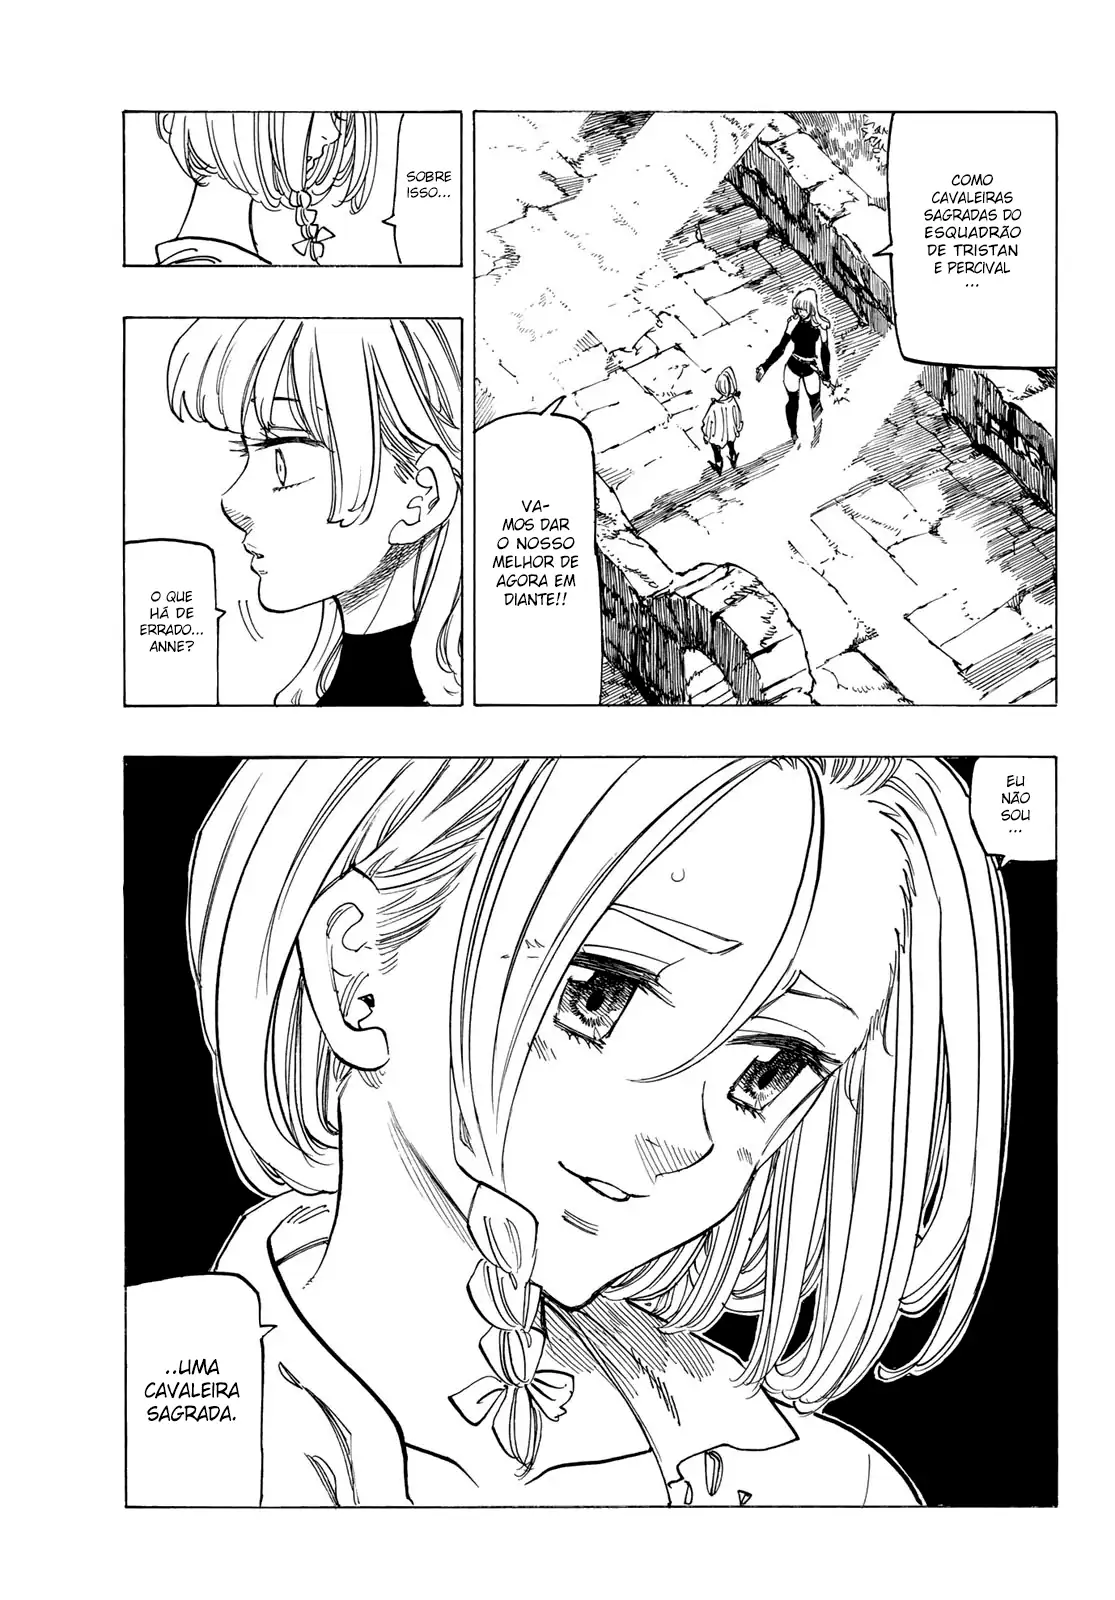 COMO
CAVALEIRAS
SAGRADAS DO
ESQUADRÃO
DE TRISTAN
E PERCIVAL
...
VA-
MOS DAR
O NOSSO
MELHOR DE
AGORA EM
DIANTE!!
SOBRE
ISSO...
O QUE
HÁ DE
ERRADO...
ANNE?
EU
NÃO
SOU
...
..UMA
CAVALEIRA
SAGRADA.